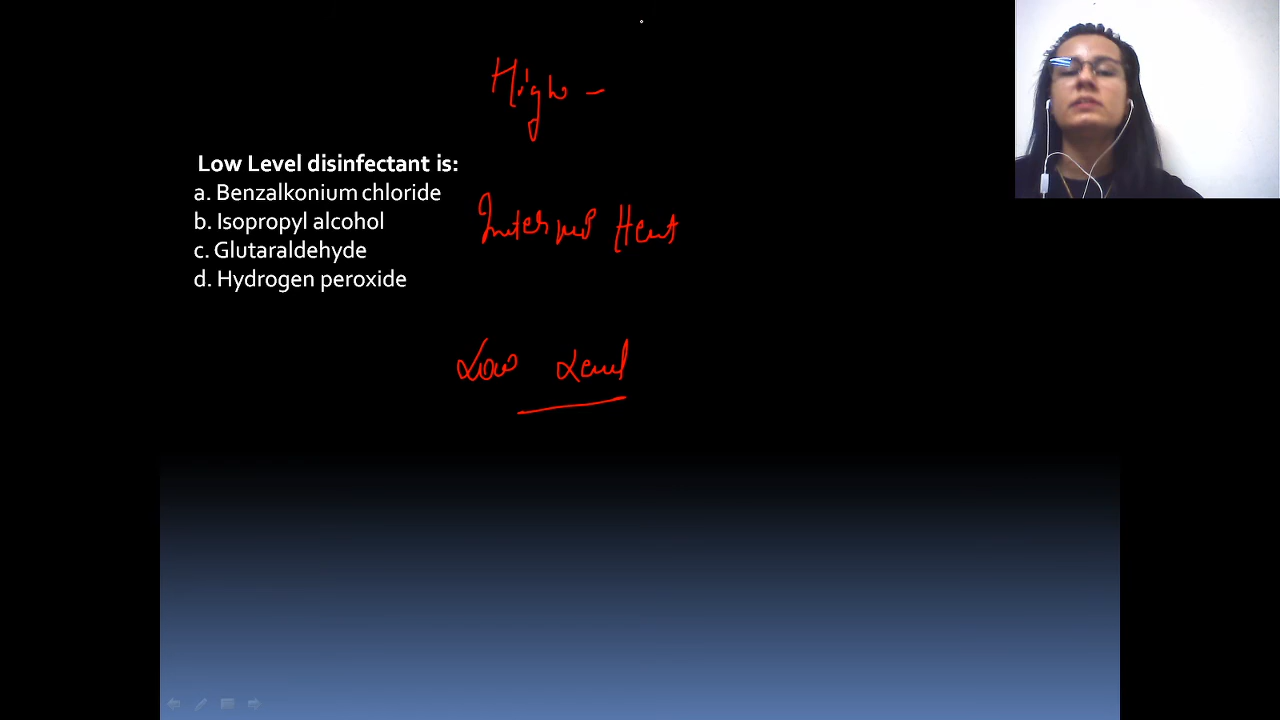 High -
Low Level disinfectant is:
a. Benzalkonium chloride
b. Isopropyl alcohol
c. Glutaraldehyde
d. Hydrogen peroxide
Low Level